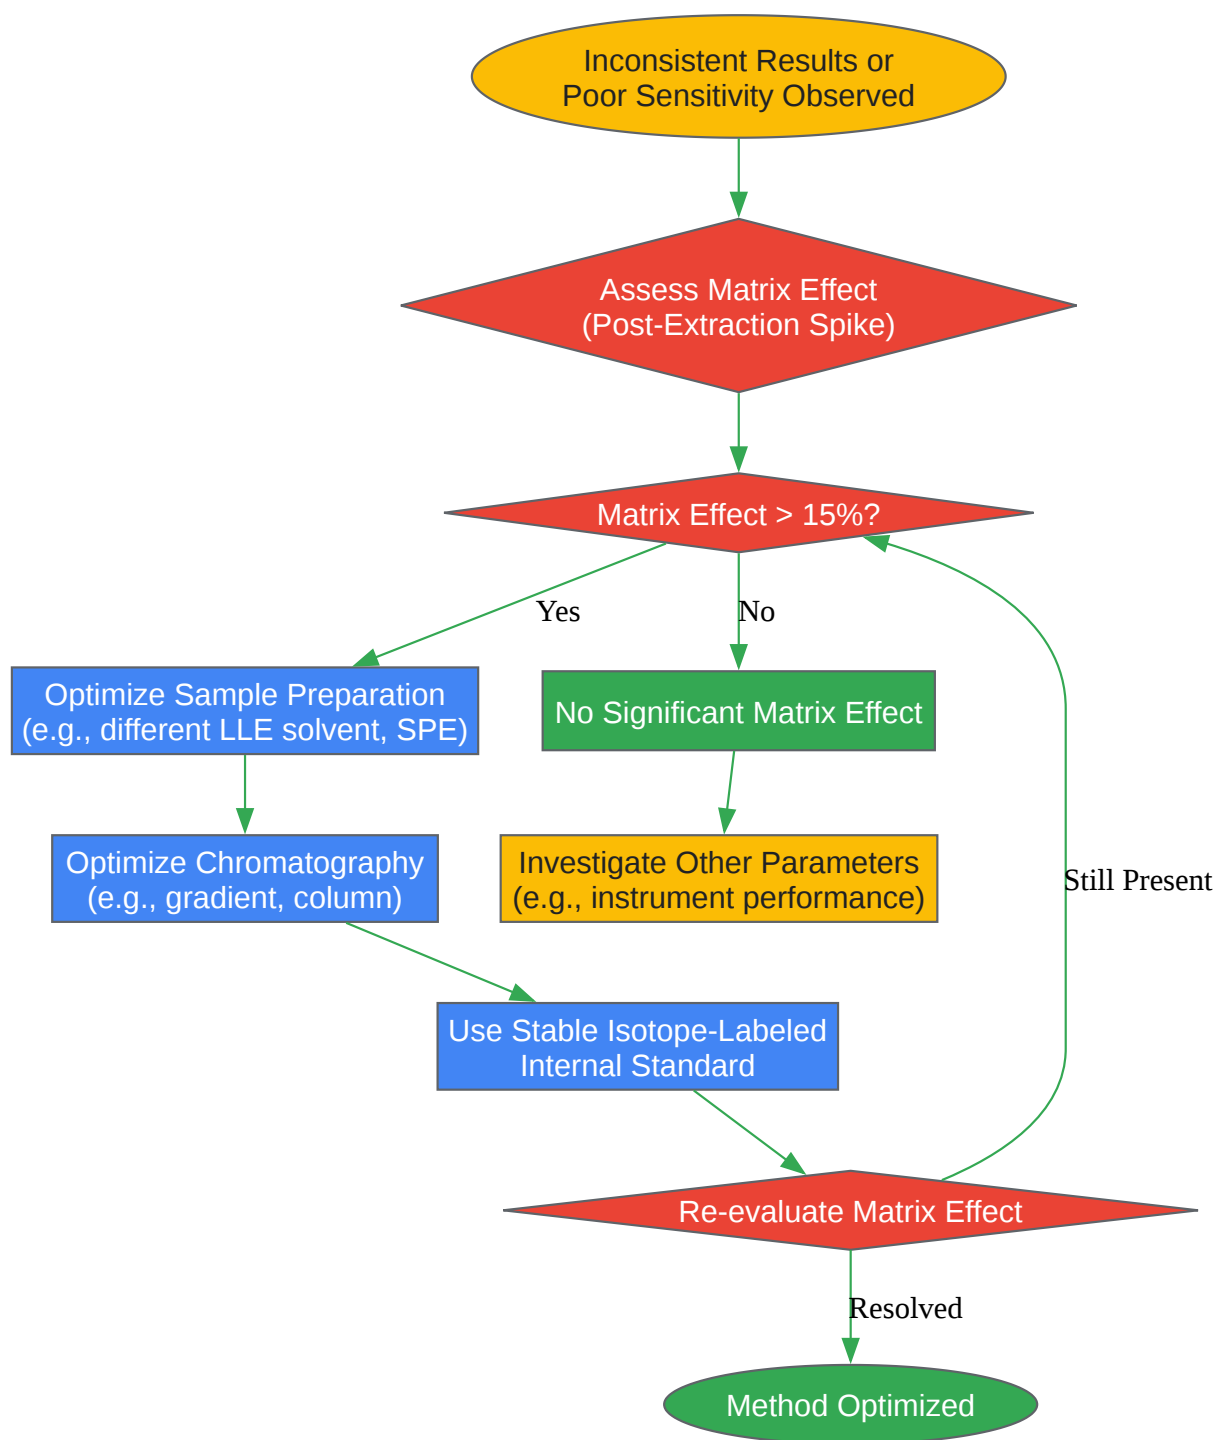 Inconsistent Results or
Poor Sensitivity Observed
Assess Matrix Effect
(Post-Extraction Spike)
Matrix Effect > 15%?
Yes
No
Optimize Sample Preparation
(e.g., different LLE solvent, SPE)
No Significant Matrix Effect
Optimize Chromatography
(e.g., gradient, column)
Investigate Other Parameters
(e.g., instrument performance)
Still Present
Use Stable Isotope-Labeled
Internal Standard
Re-evaluate Matrix Effect
Resolved
Method Optimized